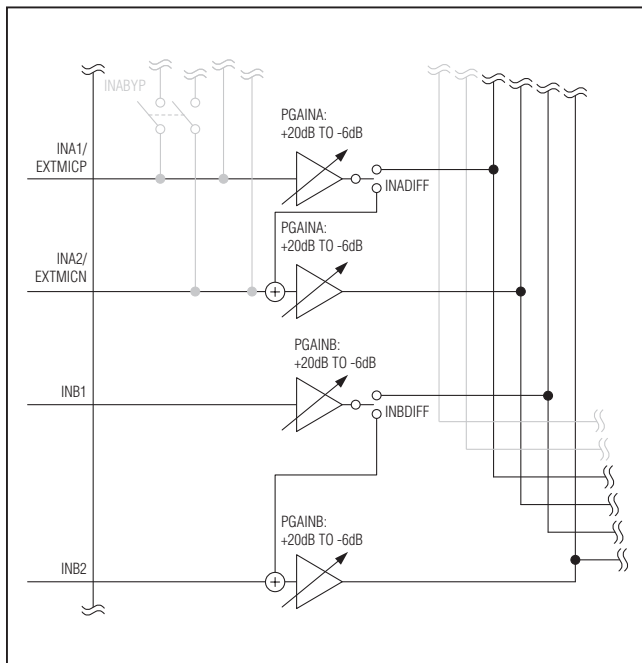 INABYP
PGAINA:
+20dB TO -6dB
INA1/
EXTMICP
INADIFF
PGAINA:
+20dB TO -6dB
INA2/
EXTMICN
+
PGAINB:
+20dB TO -6dB
INB1
INBDIFF
PGAINB:
+20dB TO -6dB
INB2
+